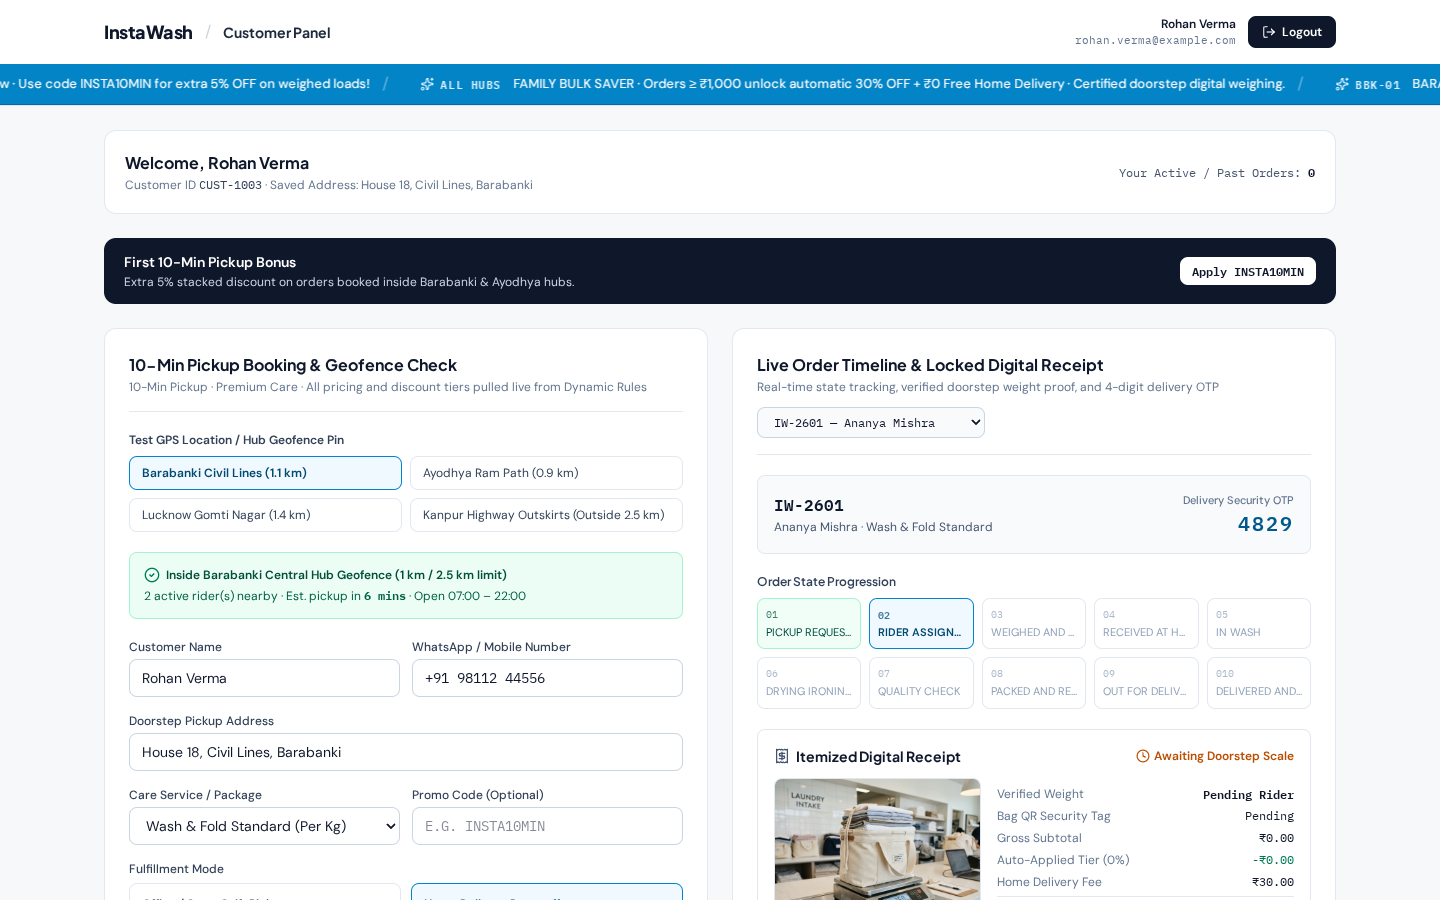 InstaWash / Customer Panel
Rohan Verma
rohan.verma@example.com
Logout
w · Use code INSTA10MIN for extra 5% OFF on weighed loads! / ALL HUBS FAMILY BULK SAVER · Orders ≥ ₹1,000 unlock automatic 30% OFF + ₹0 Free Home Delivery · Certified doorstep digital weighing. / BBK-01 BARA
Welcome, Rohan Verma
Customer ID CUST-1003 · Saved Address: House 18, Civil Lines, Barabanki
Your Active / Past Orders: 0
First 10-Min Pickup Bonus
Extra 5% stacked discount on orders booked inside Barabanki & Ayodhya hubs.
Apply INSTA10MIN
10-Min Pickup Booking & Geofence Check
10-Min Pickup · Premium Care · All pricing and discount tiers pulled live from Dynamic Rules
Test GPS Location / Hub Geofence Pin
Barabanki Civil Lines (1.1 km)
Ayodhya Ram Path (0.9 km)
Lucknow Gomti Nagar (1.4 km)
Kanpur Highway Outskirts (Outside 2.5 km)
Inside Barabanki Central Hub Geofence (1 km / 2.5 km limit)
2 active rider(s) nearby · Est. pickup in 6 mins · Open 07:00 – 22:00
Customer Name
WhatsApp / Mobile Number
Rohan Verma
+91 98112 44556
Doorstep Pickup Address
House 18, Civil Lines, Barabanki
Care Service / Package
Promo Code (Optional)
Wash & Fold Standard (Per Kg)
E.G. INSTA10MIN
Fulfillment Mode
Live Order Timeline & Locked Digital Receipt
Real-time state tracking, verified doorstep weight proof, and 4-digit delivery OTP
IW-2601 — Ananya Mishra
IW-2601
Ananya Mishra · Wash & Fold Standard
Delivery Security OTP
4829
Order State Progression
01
PICKUP REQUES...
02
RIDER ASSIGN...
03
WEIGHED AND ...
04
RECEIVED AT H...
05
IN WASH
06
DRYING IRONIN...
07
QUALITY CHECK
08
PACKED AND RE...
09
OUT FOR DELIV...
010
DELIVERED AND...
Itemized Digital Receipt
Awaiting Doorstep Scale
LAUNDRY
INTAKE
Verified Weight Pending Rider
Bag QR Security Tag Pending
Gross Subtotal ₹0.00
Auto-Applied Tier (0%) -₹0.00
Home Delivery Fee ₹30.00